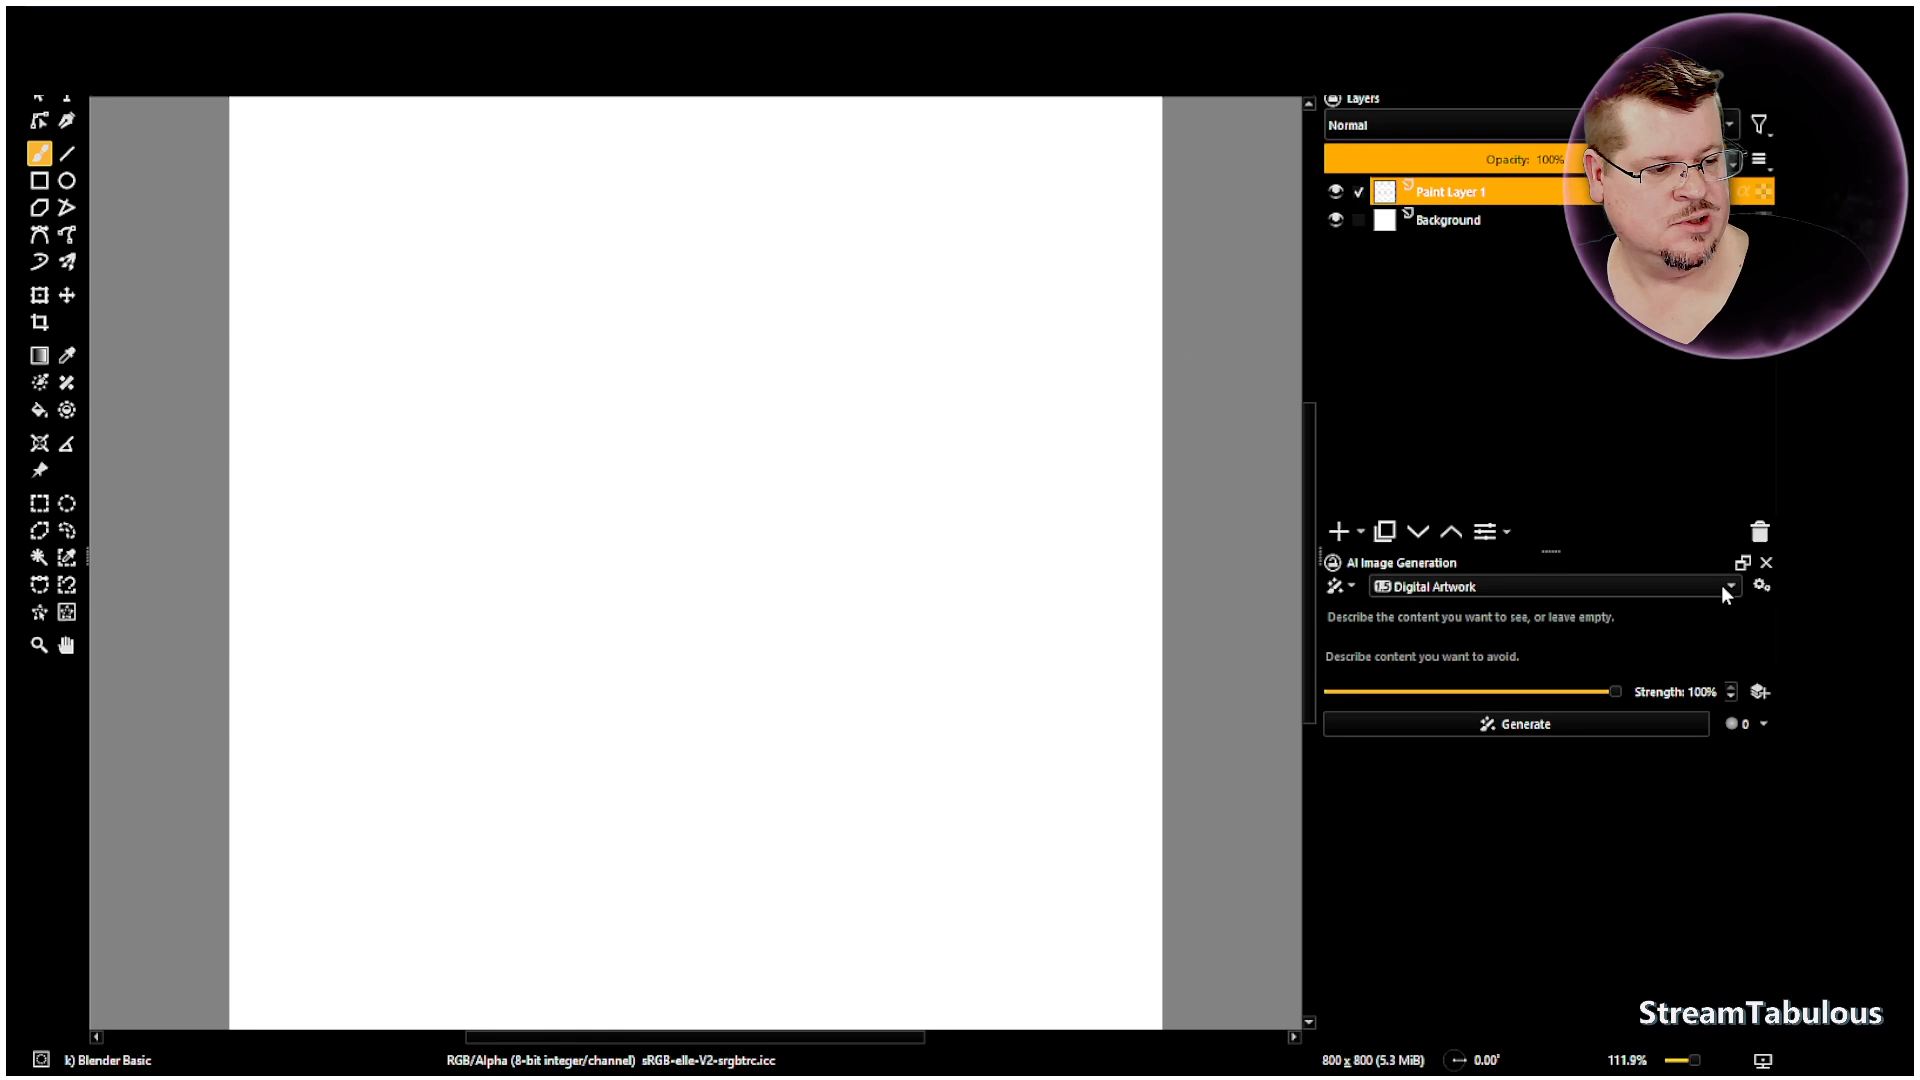 Layers
Normal
Opacity: 100%
Paint Layer 1
Background
AI Image Generation
1.5 Digital Artwork
Describe the content you want to see, or leave empty.
Describe content you want to avoid.
Strength: 100%
Generate
0
StreamTabulous
k) Blender Basic
RGB/Alpha (8-bit integer/channel) sRGB-elle-V2-srgbtrc.icc
800 x 800 (5.3 MiB)
0.00°
111.9%